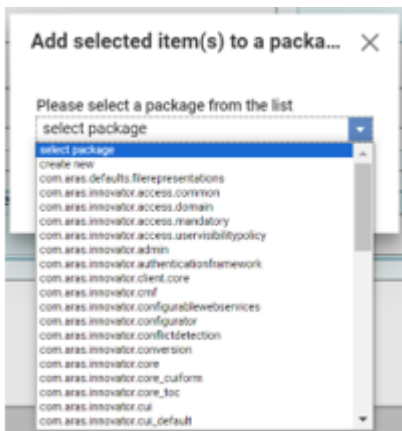 Add selected item(s) to a packa...
Please select a package from the list
select package
select package
create new
com.aras.defaults.filerepresentations
com.aras.innovator.access.common
com.aras.innovator.access.domain
com.aras.innovator.access.mandatory
com.aras.innovator.access.uservisibilitypolicy
com.aras.innovator.admin
com.aras.innovator.authenticationframework
com.aras.innovator.client.core
com.aras.innovator.cmf
com.aras.innovator.configurablewebservices
com.aras.innovator.configurator
com.aras.innovator.conflictdetection
com.aras.innovator.conversion
com.aras.innovator.core
com.aras.innovator.core_cuiform
com.aras.innovator.core_toc
com.aras.innovator.cui
com.aras.innovator.cui_default